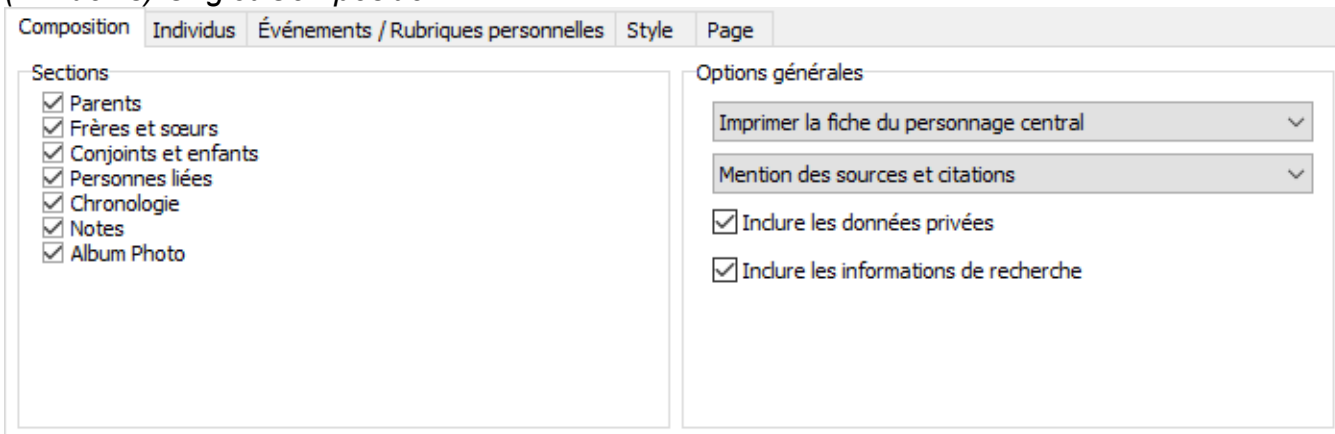 Composition Individus Événements / Rubriques personnelles Style Page
Sections
Parents
Frères et sœurs
Conjoints et enfants
Personnes liées
Chronologie
Notes
Album Photo
Options générales
Imprimer la fiche du personnage central
Mention des sources et citations
Inclure les données privées
Inclure les informations de recherche